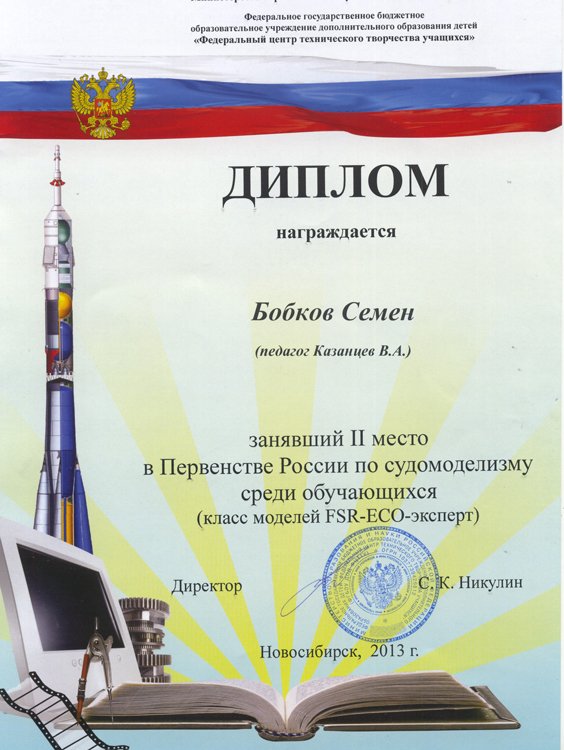 Федеральное государственное бюджетное
образовательное учреждение дополнительного образования детей
«Федеральный центр технического творчества учащихся»
ДИПЛОМ
награждается
Бобков Семен
(педагог Казанцев В.А.)
занявший II место
в Первенстве России по судомоделизму
среди обучающихся
(класс моделей FSR-ECO-эксперт)
Директор С. К. Никулин
Новосибирск, 2013 г.